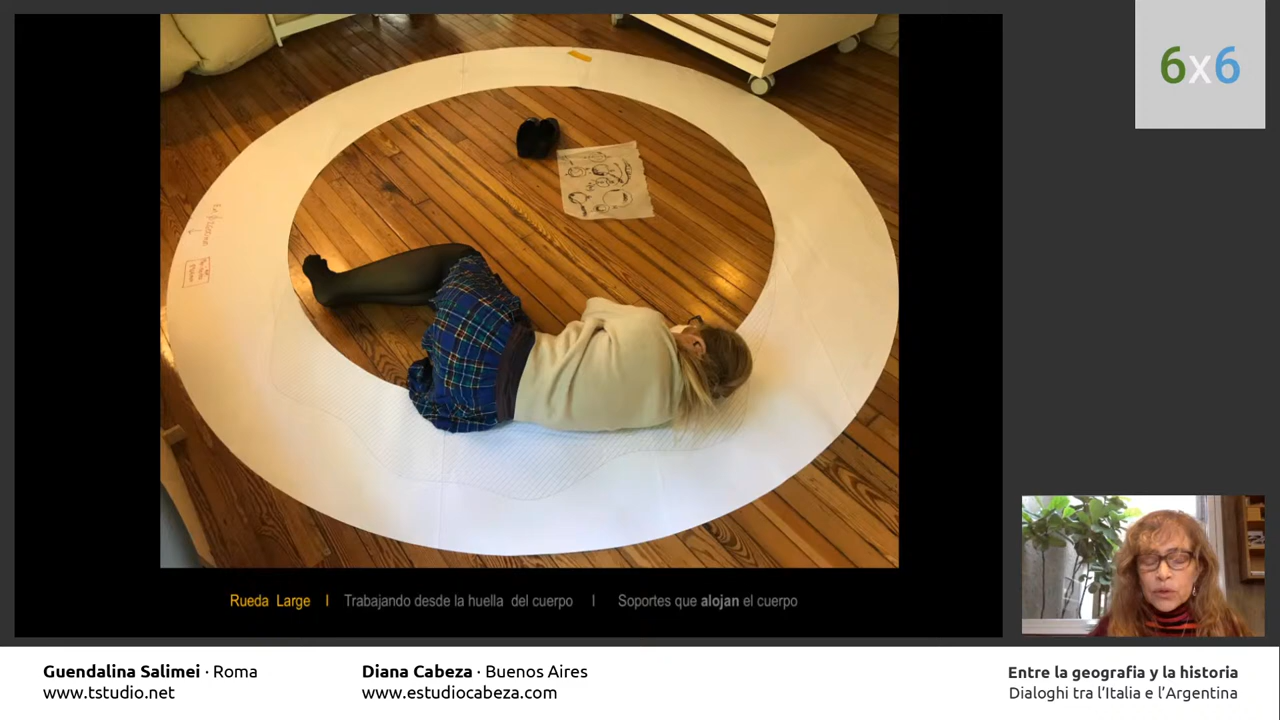 6x6
Rueda Large | Trabajando desde la huella del cuerpo | Soportes que alojan el cuerpo
Guendalina Salimei · Roma
www.tstudio.net
Diana Cabeza · Buenos Aires
www.estudiocabeza.com
Entre la geografia y la historia
Dialoghi tra l'Italia e l'Argentina